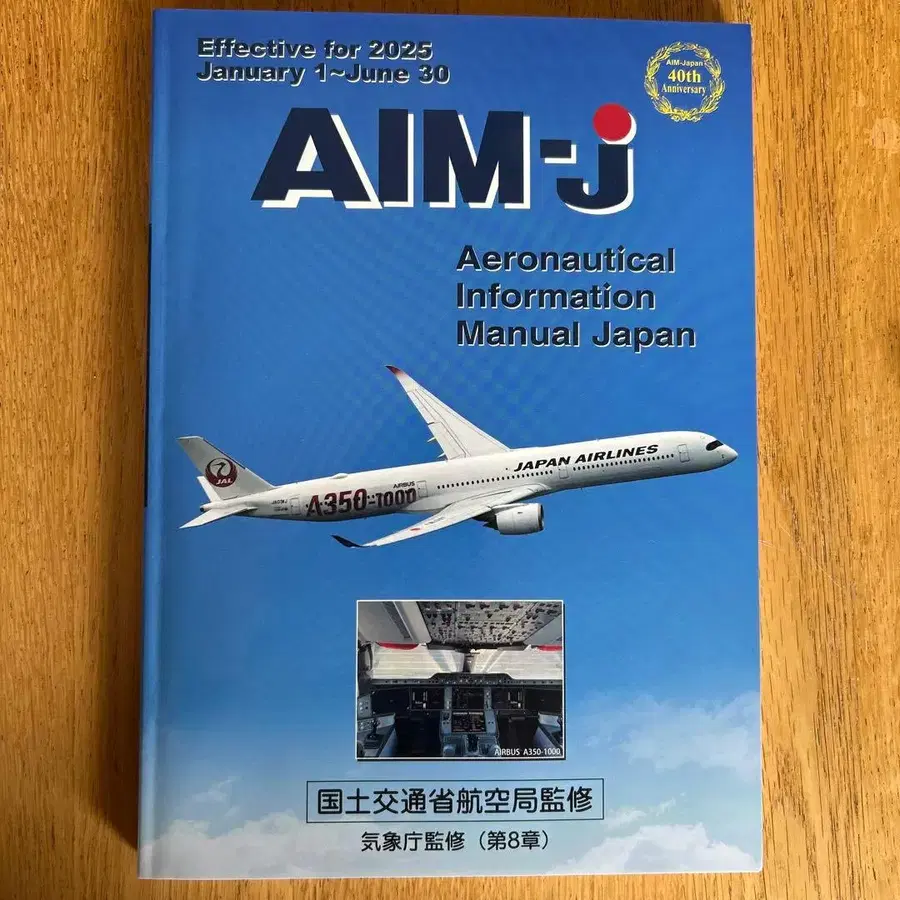 Effective for 2025
January 1~June 30
AIM-Japan
40th
Anniversary
AIM-J
Aeronautical
Information
Manual Japan
JAPAN AIRLINES
AIRBUS
A350-1000
JAL
AIRBUS A350-1000
国土交通省航空局監修
気象庁監修（第8章）